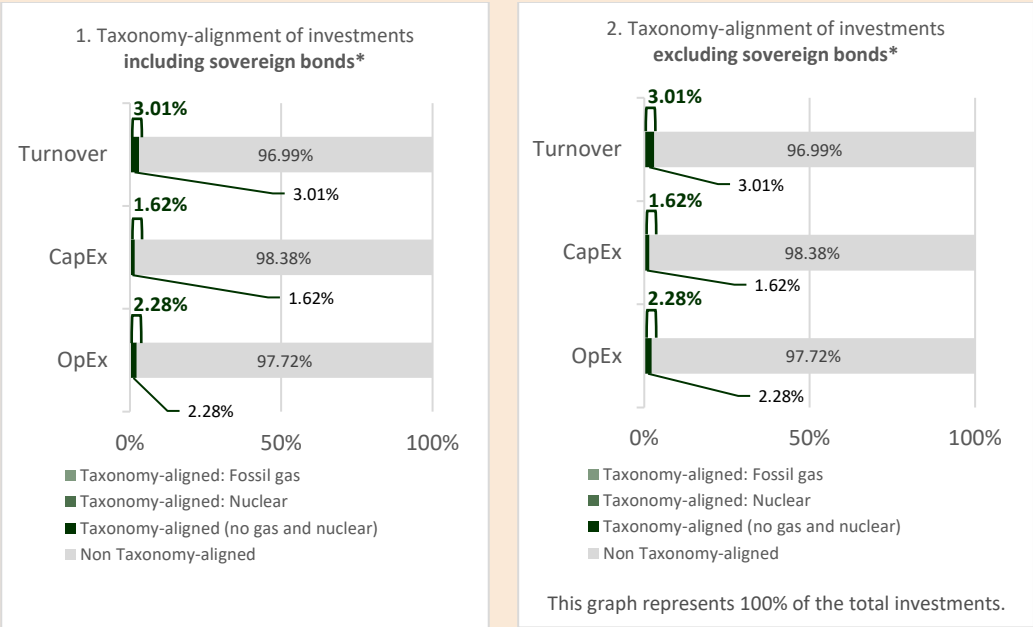 1. Taxonomy-alignment of investments
including sovereign bonds*
3.01%
Turnover
96.99%
3.01%
1.62%
CapEx
98.38%
1.62%
2.28%
OpEx
97.72%
2.28%
0%
50%
100%
Taxonomy-aligned: Fossil gas
Taxonomy-aligned: Nuclear
Taxonomy-aligned (no gas and nuclear)
Non Taxonomy-aligned
2. Taxonomy-alignment of investments
excluding sovereign bonds*
3.01%
Turnover
96.99%
3.01%
1.62%
CapEx
98.38%
1.62%
2.28%
OpEx
97.72%
2.28%
0%
50%
100%
Taxonomy-aligned: Fossil gas
Taxonomy-aligned: Nuclear
Taxonomy-aligned (no gas and nuclear)
Non Taxonomy-aligned
This graph represents 100% of the total investments.